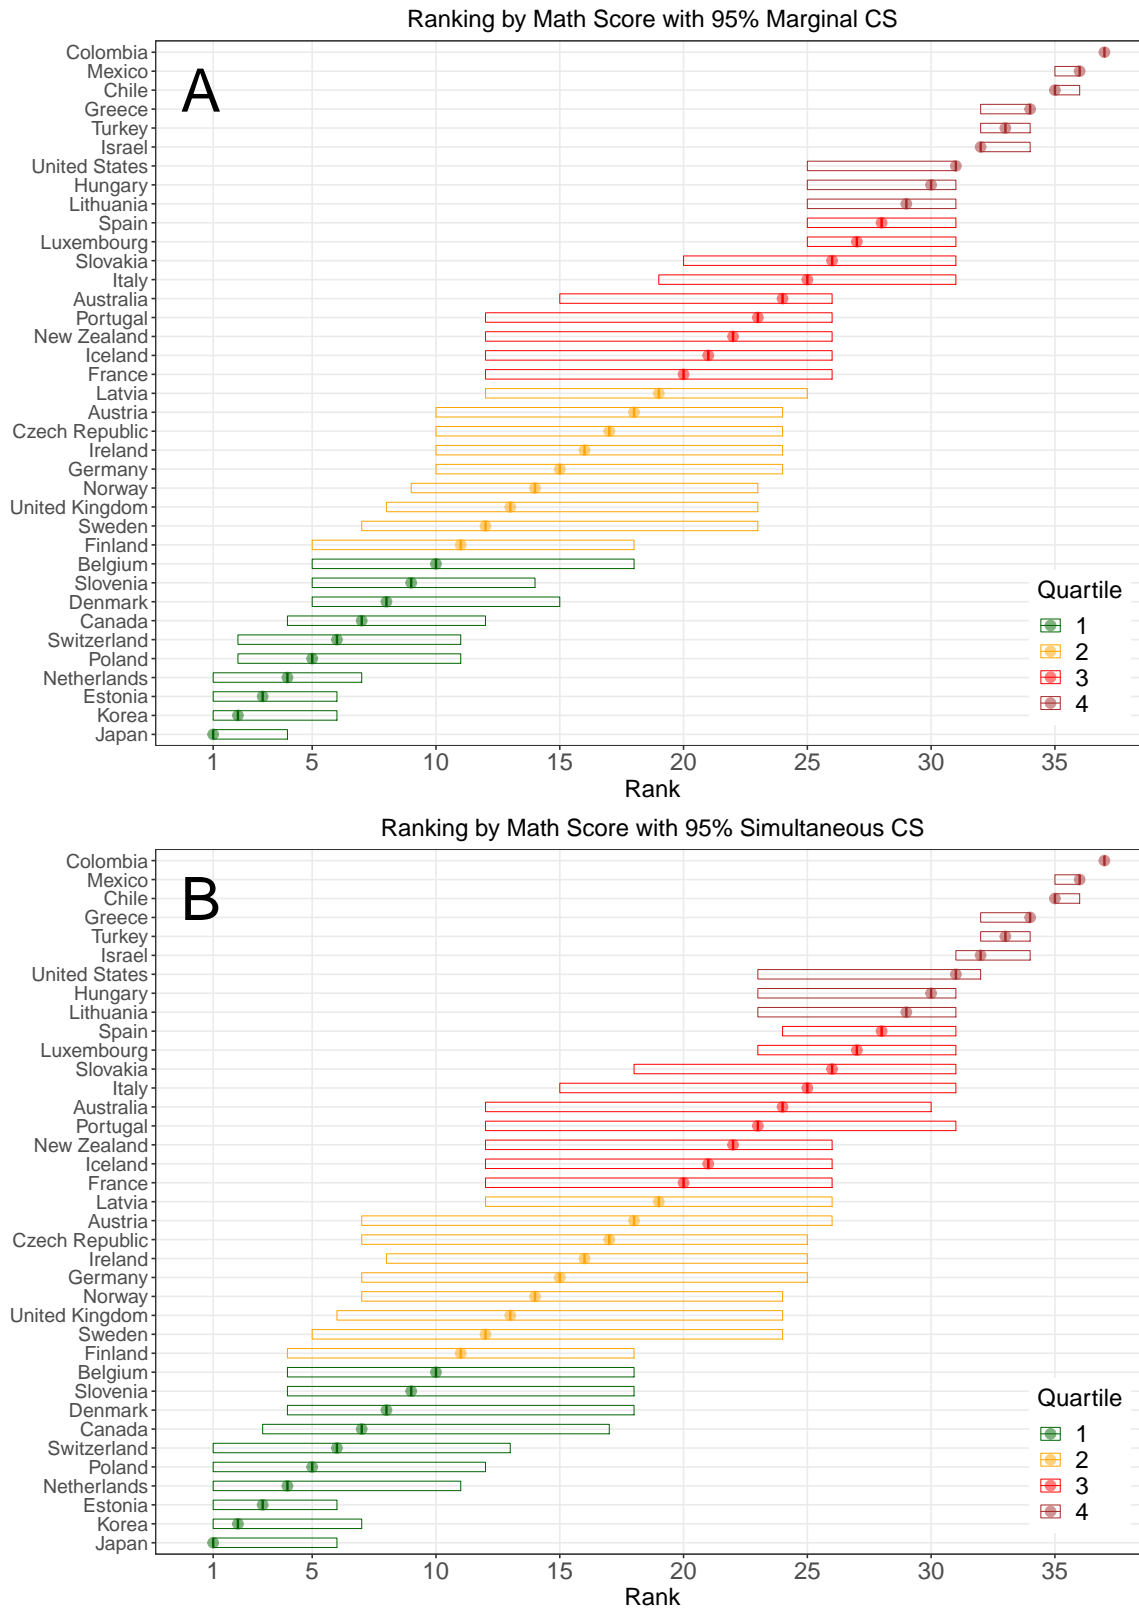 Ranking by Math Score with 95% Marginal CS
A
Colombia
Mexico
Chile
Greece
Turkey
Israel
United States
Hungary
Lithuania
Spain
Luxembourg
Slovakia
Italy
Australia
Portugal
New Zealand
Iceland
France
Latvia
Austria
Czech Republic
Ireland
Germany
Norway
United Kingdom
Sweden
Finland
Belgium
Slovenia
Denmark
Canada
Switzerland
Poland
Netherlands
Estonia
Korea
Japan
Quartile
1
2
3
4
1 5 10 15 20 25 30 35
Rank
Ranking by Math Score with 95% Simultaneous CS
B
Colombia
Mexico
Chile
Greece
Turkey
Israel
United States
Hungary
Lithuania
Spain
Luxembourg
Slovakia
Italy
Australia
Portugal
New Zealand
Iceland
France
Latvia
Austria
Czech Republic
Ireland
Germany
Norway
United Kingdom
Sweden
Finland
Belgium
Slovenia
Denmark
Canada
Switzerland
Poland
Netherlands
Estonia
Korea
Japan
Quartile
1
2
3
4
1 5 10 15 20 25 30 35
Rank